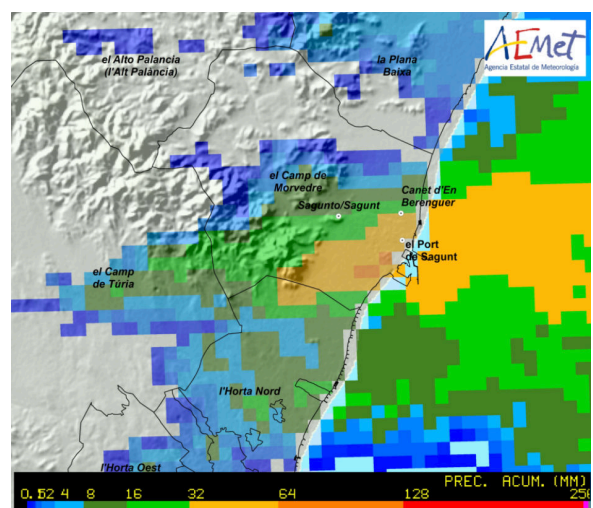 AEMet
Agencia Estatal de Meteorología
el Alto Palancia
(l'Alt Palància)
la Plana
Baixa
el Camp de
Morvedre
Sagunto/Sagunt
Canet d'En
Berenguer
el Port
de Sagunt
el Camp
de Túria
l'Horta Nord
l'Horta Oest
PREC. ACUM. (MM)
4 8 16 32 64 128